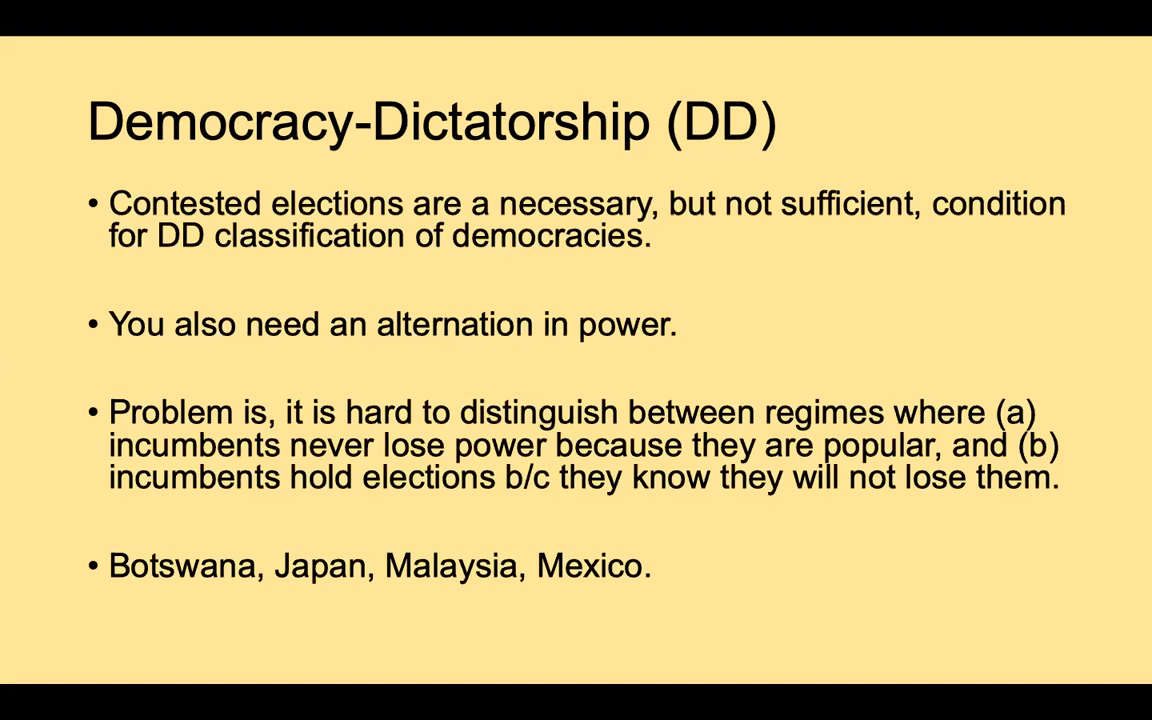 Democracy-Dictatorship (DD)
• Contested elections are a necessary, but not sufficient, condition
for DD classification of democracies.
• You also need an alternation in power.
• Problem is, it is hard to distinguish between regimes where (a)
incumbents never lose power because they are popular, and (b)
incumbents hold elections b/c they know they will not lose them.
• Botswana, Japan, Malaysia, Mexico.